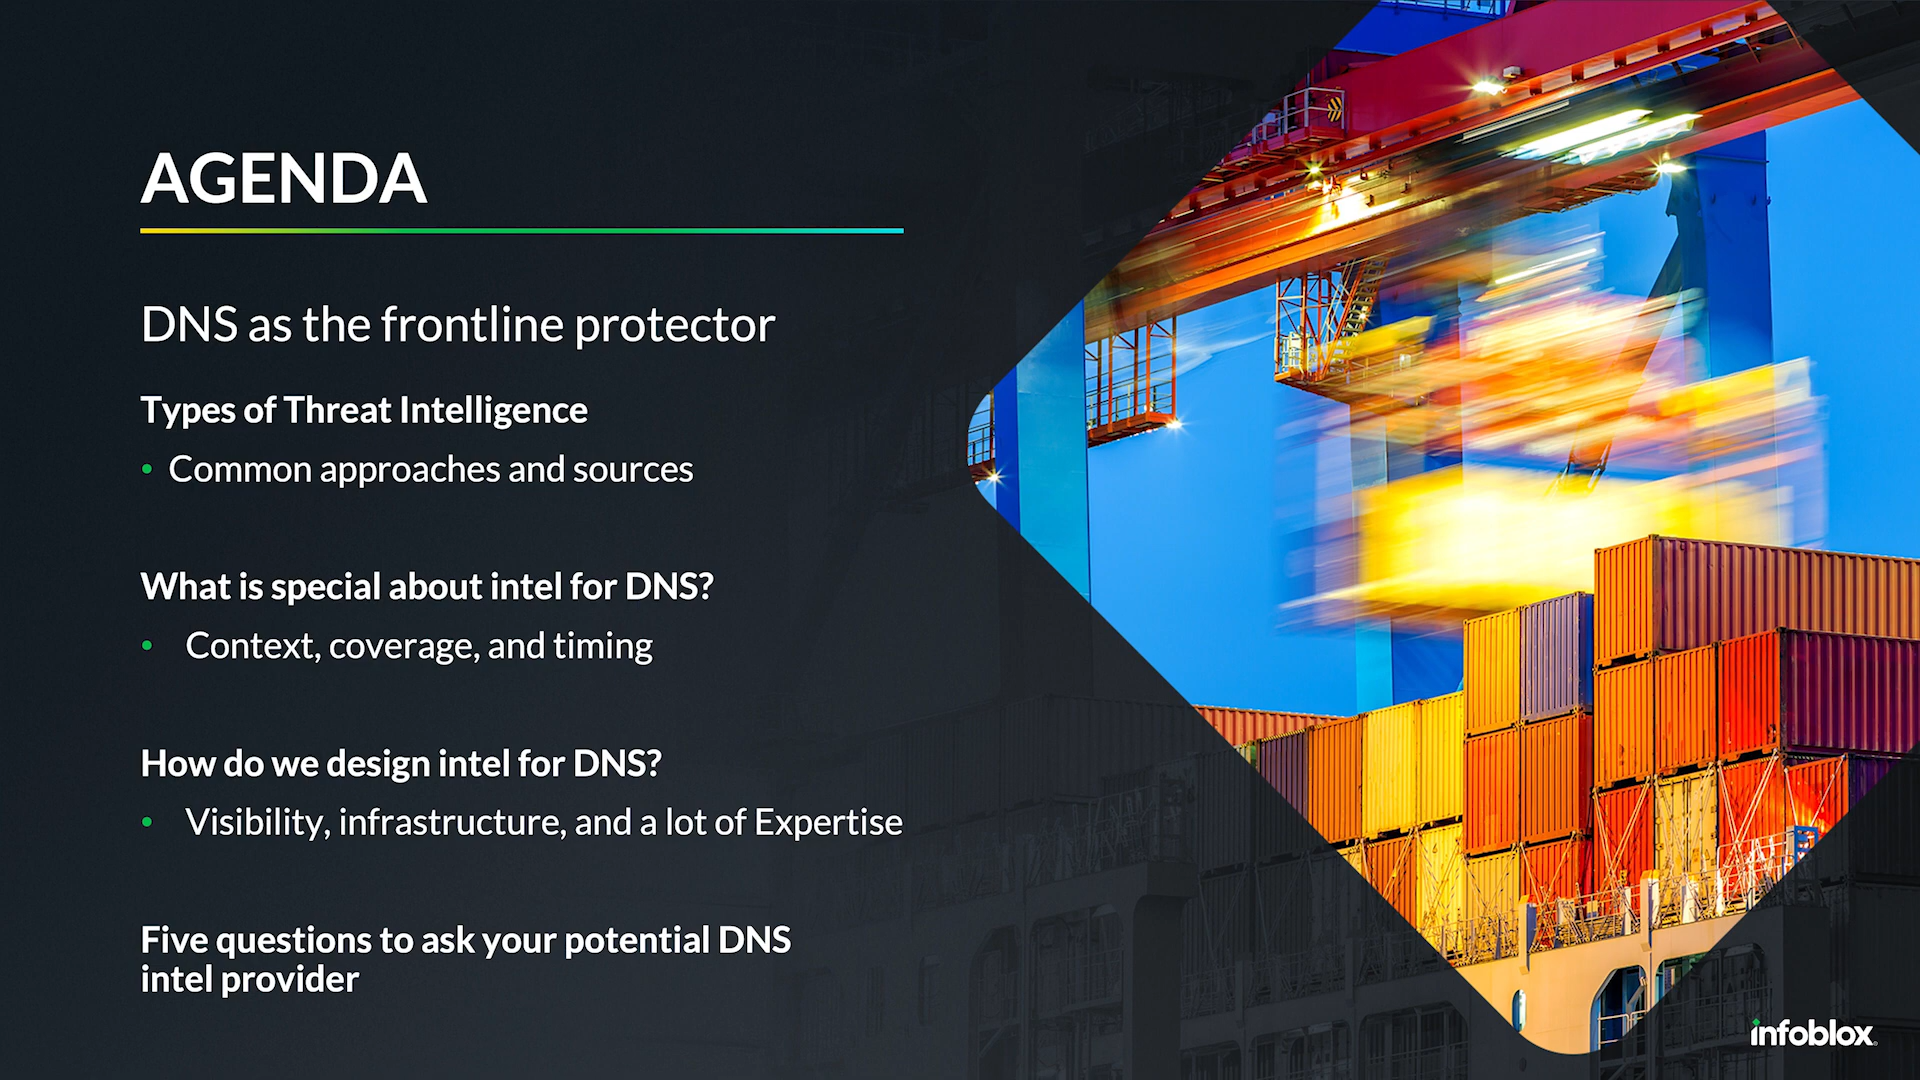 AGENDA
DNS as the frontline protector
Types of Threat Intelligence
• Common approaches and sources
What is special about intel for DNS?
• Context, coverage, and timing
How do we design intel for DNS?
• Visibility, infrastructure, and a lot of Expertise
Five questions to ask your potential DNS
intel provider
infoblox